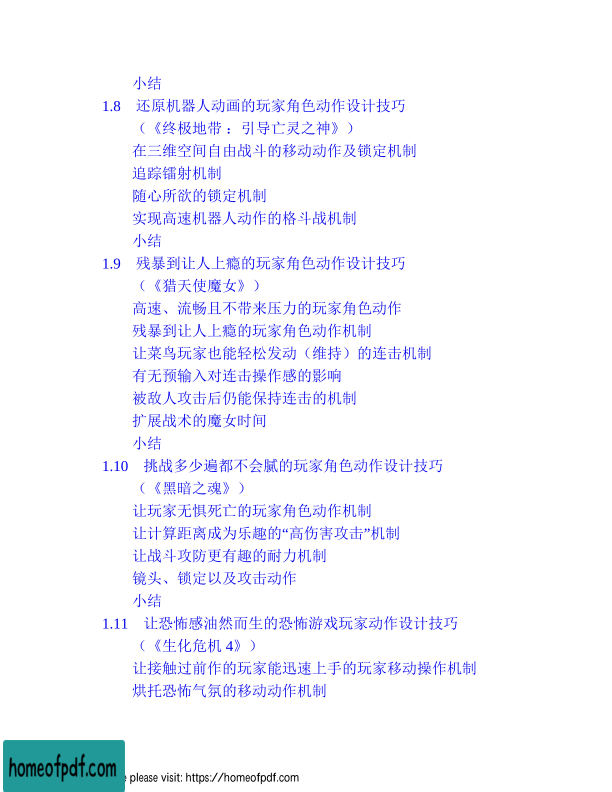 小结
1.8 还原机器人动画的玩家角色动作设计技巧
（《终极地带 ：引导亡灵之神》）
在三维空间自由战斗的移动动作及锁定机制
追踪镭射机制
随心所欲的锁定机制
实现高速机器人动作的格斗战机制
小结
1.9 残暴到让人上瘾的玩家角色动作设计技巧
（《猎天使魔女》）
高速、流畅且不带来压力的玩家角色动作
残暴到让人上瘾的玩家角色动作机制
让菜鸟玩家也能轻松发动（维持）的连击机制
有无预输入对连击操作感的影响
被敌人攻击后仍能保持连击的机制
扩展战术的魔女时间
小结
1.10 挑战多少遍都不会腻的玩家角色动作设计技巧
（《黑暗之魂》）
让玩家无惧死亡的玩家角色动作机制
让计算距离成为乐趣的“高伤害攻击”机制
让战斗攻防更有趣的耐力机制
镜头、锁定以及攻击动作
小结
1.11 让恐怖感油然而生的恐怖游戏玩家动作设计技巧
（《生化危机 4》）
让接触过前作的玩家能迅速上手的玩家移动操作机制
烘托恐怖气氛的移动动作机制
homeofpdf.com
please visit: https://homeofpdf.com